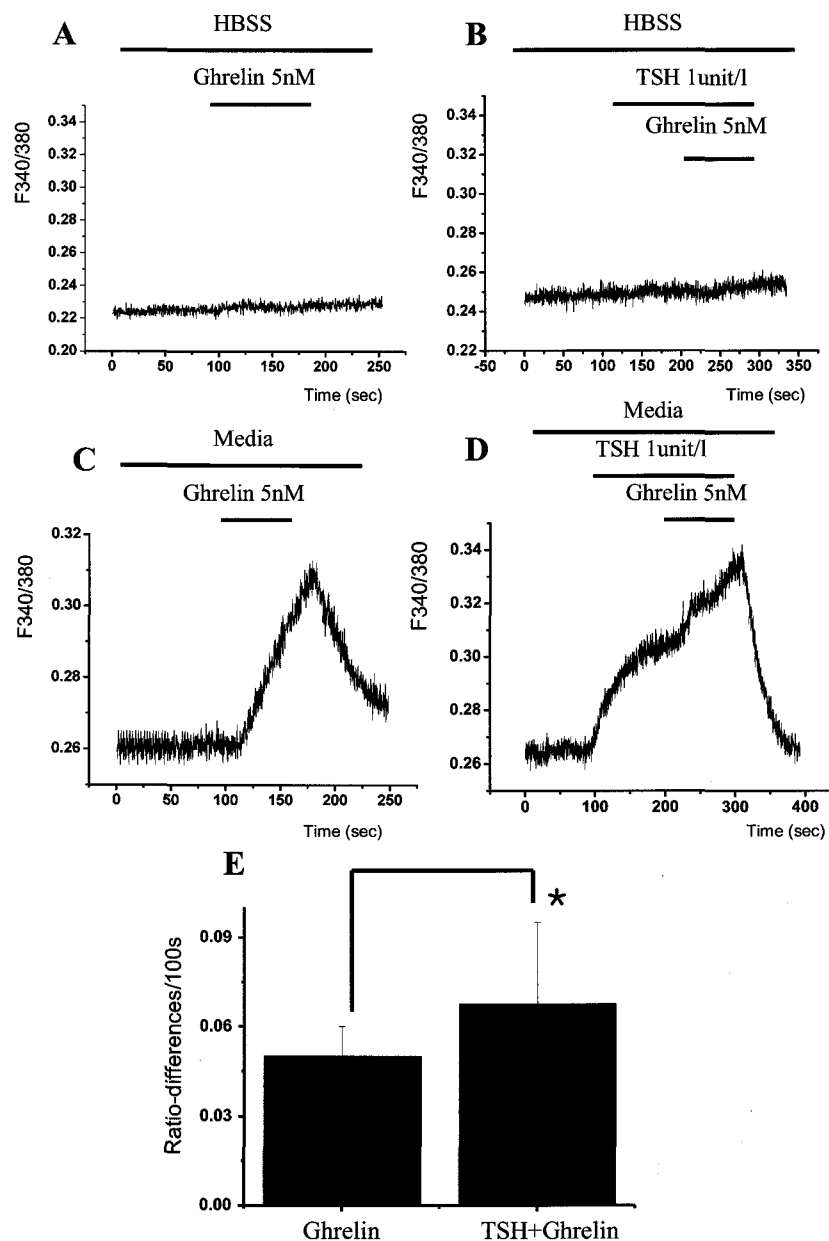 A
HBSS
Ghrelin 5nM
F340/380
0.34
0.32
0.30
0.28
0.26
0.24
0.22
0.20
0 50 100 150 200 250
Time (sec)
B
HBSS
TSH 1unit/l
Ghrelin 5nM
F340/380
0.34
0.32
0.30
0.28
0.26
0.24
0.22
-50 0 50 100 150 200 250 300 350
Time (sec)
C
Media
Ghrelin 5nM
F340/380
0.32
0.30
0.28
0.26
0 50 100 150 200 250
Time (sec)
D
Media
TSH 1unit/l
Ghrelin 5nM
F340/380
0.34
0.32
0.30
0.28
0.26
0 100 200 300 400
Time (sec)
E
*
Ratio-differences/100s
0.09
0.06
0.03
0.00
Ghrelin TSH+Ghrelin